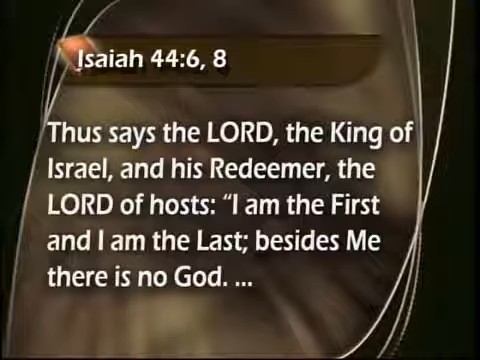 Isaiah 44:6, 8
Thus says the LORD, the King of
Israel, and his Redeemer, the
LORD of hosts: “I am the First
and I am the Last; besides Me
there is no God. ...